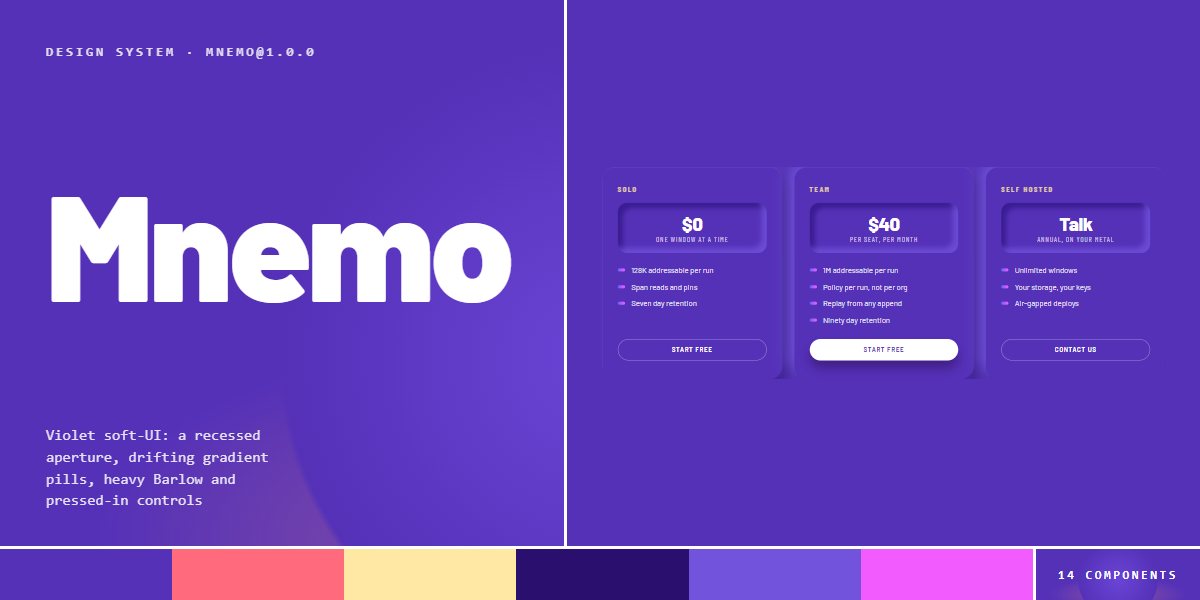 DESIGN SYSTEM · MNEMO@1.0.0
Mnemo
Violet soft-UI: a recessed
aperture, drifting gradient
pills, heavy Barlow and
pressed-in controls
SOLO
$0
ONE WINDOW AT A TIME
128K addressable per run
Span reads and pins
Seven day retention
START FREE
TEAM
$40
PER SEAT, PER MONTH
1M addressable per run
Policy per run, not per org
Replay from any append
Ninety day retention
START FREE
SELF HOSTED
Talk
ANNUAL, ON YOUR METAL
Unlimited windows
Your storage, your keys
Air-gapped deploys
CONTACT US
14 COMPONENTS